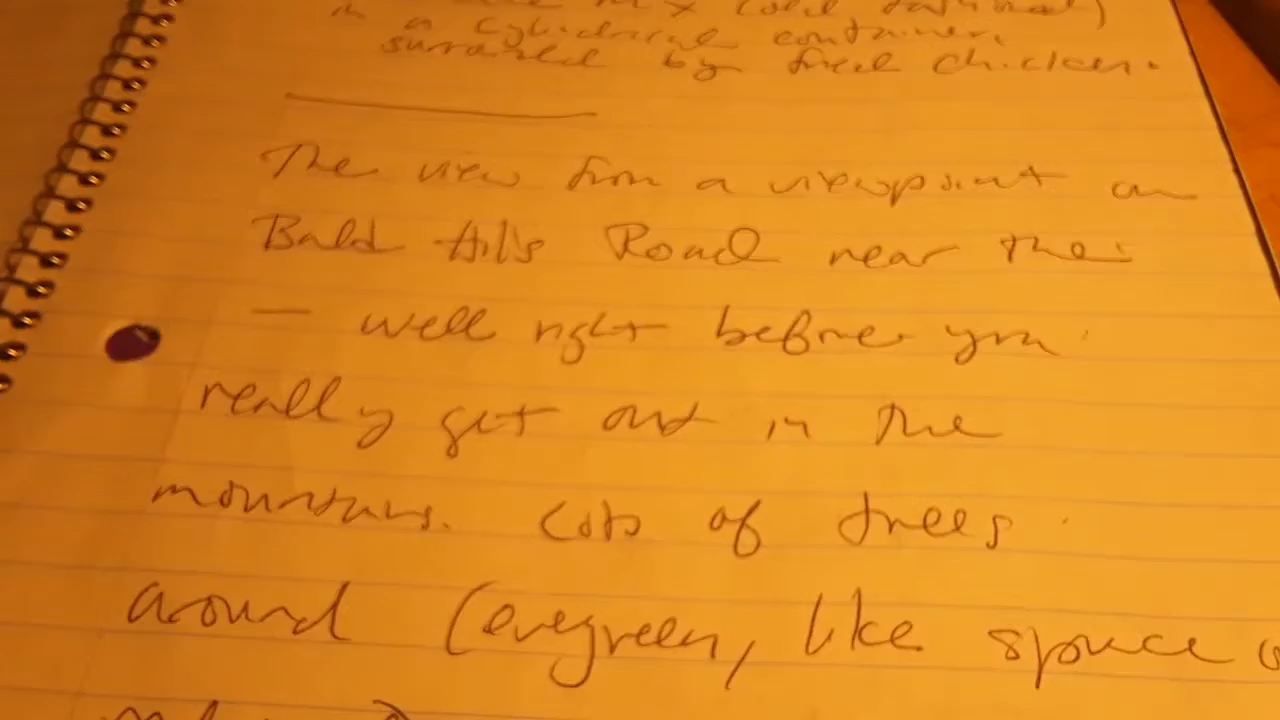 in a cylindrical container,
surrounded by fried chicken.
The view from a viewpoint on
Bald Hills Road near the
— well right before you
really get out in the
mountains. Lots of trees
around (evergreen, like spruce